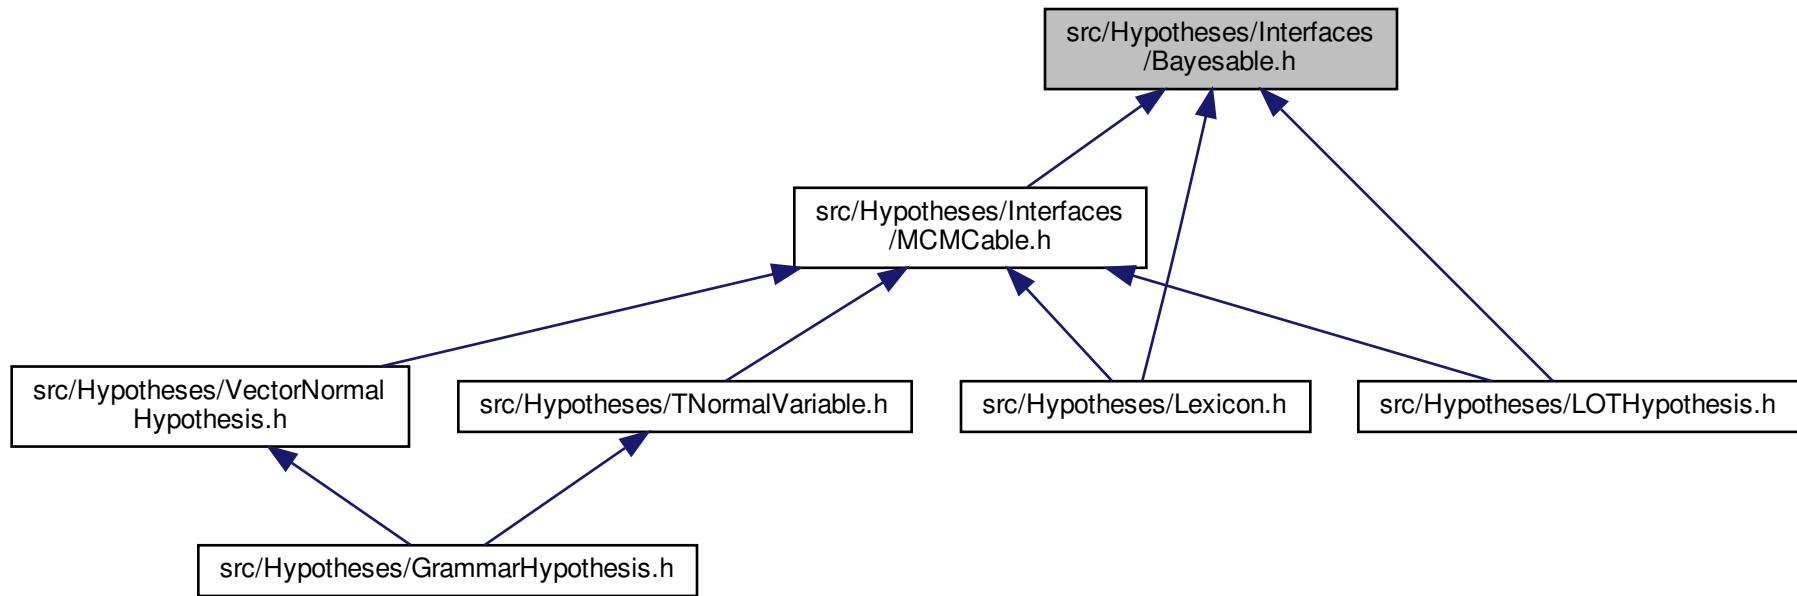 src/Hypotheses/Interfaces
/Bayesable.h
src/Hypotheses/Interfaces
/MCMCable.h
src/Hypotheses/VectorNormal
Hypothesis.h
src/Hypotheses/TNormalVariable.h
src/Hypotheses/Lexicon.h
src/Hypotheses/LOTHypothesis.h
src/Hypotheses/GrammarHypothesis.h